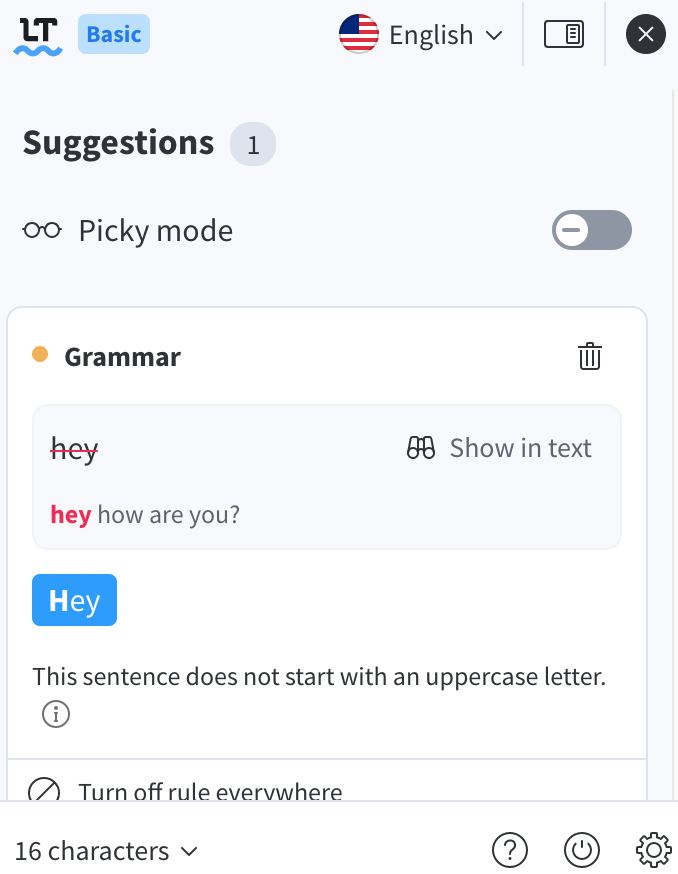 LT Basic English
Suggestions 1
Picky mode
Grammar
hey Show in text
hey how are you?
Hey
This sentence does not start with an uppercase letter.
Turn off rule everywhere
16 characters